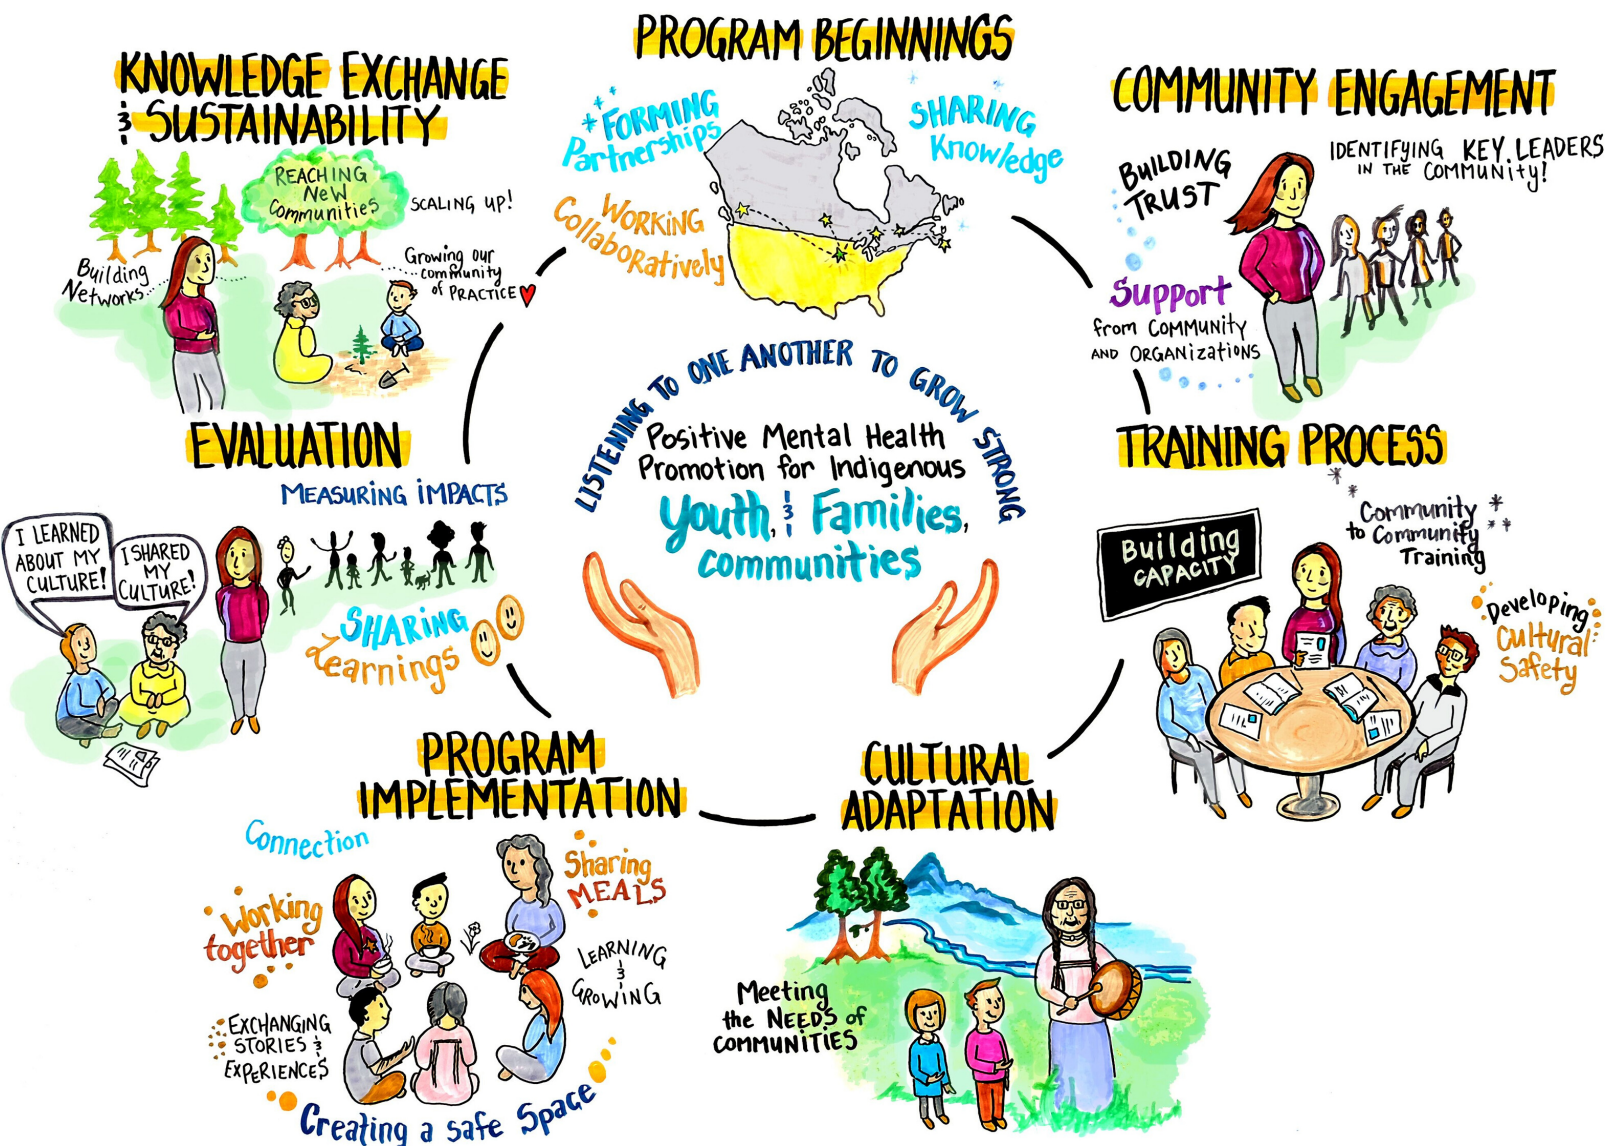 PROGRAM BEGINNINGS
+ FORMING
Partnerships
SHARING
Knowledge
WORKING
Collaboratively
COMMUNITY ENGAGEMENT
BUILDING
TRUST
IDENTIFYING KEY LEADERS
IN THE COMMUNITY!
Support
from COMMUNITY
AND ORGANIZATIONS
TRAINING PROCESS
Building
CAPACITY
Community
to Community
Training
Developing
Cultural
Safety
CULTURAL
ADAPTATION
Meeting
the NEEDS of
COMMUNITIES
PROGRAM
IMPLEMENTATION
Connection
Working
together
Sharing
MEALS
LEARNING
&
GROWING
EXCHANGING
STORIES &
EXPERIENCES
Creating a safe Space
EVALUATION
MEASURING IMPACTS
I LEARNED
ABOUT MY
CULTURE!
I SHARED
MY
CULTURE!
SHARING
Learnings
KNOWLEDGE EXCHANGE
& SUSTAINABILITY
REACHING
NEW
Communities
SCALING UP!
Building
Networks
Growing our
community
of PRACTICE
LISTENING TO ONE ANOTHER TO GROW STRONG
Positive Mental Health
Promotion for Indigenous
Youth, & Families,
communities